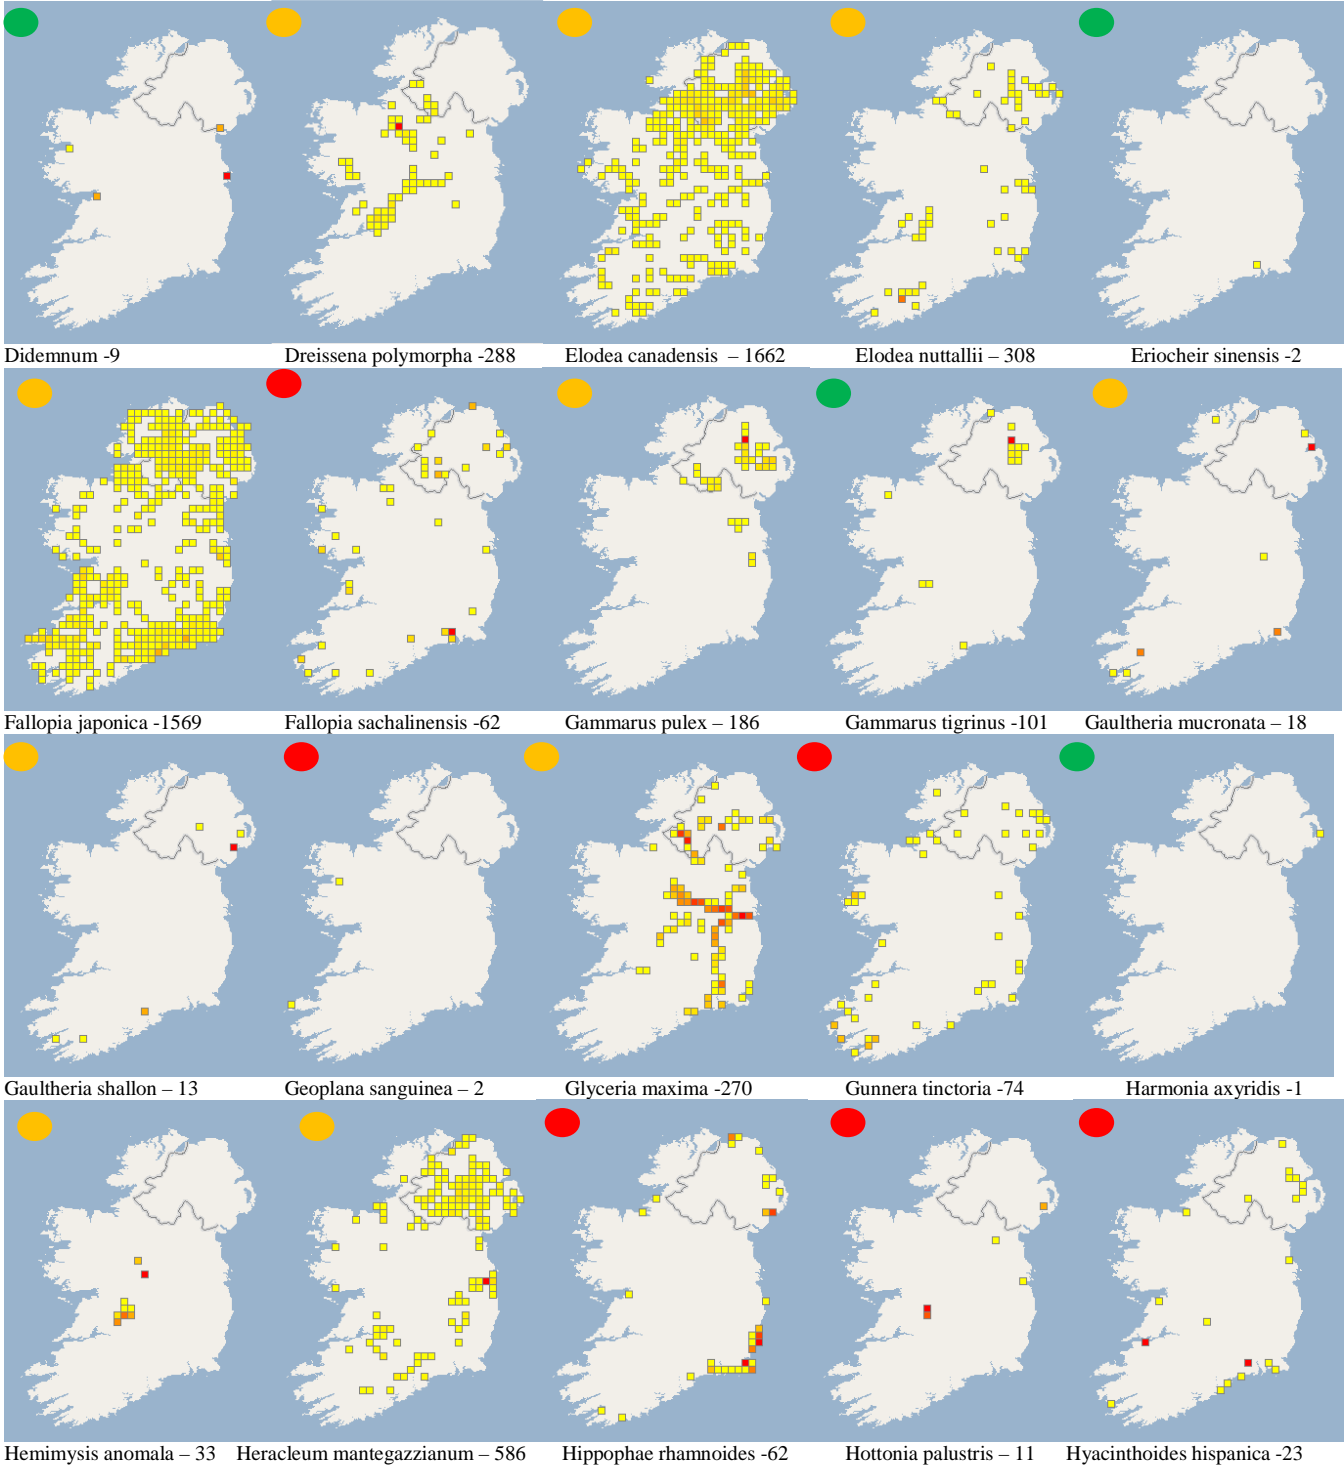 Didemnum -9 Dreissena polymorpha -288 Elodea canadensis – 1662 Elodea nuttallii – 308 Eriocheir sinensis -2
Fallopia japonica -1569 Fallopia sachalinensis -62 Gammarus pulex – 186 Gammarus tigrinus -101 Gaultheria mucronata – 18
Gaultheria shallon – 13 Geoplana sanguinea – 2 Glyceria maxima -270 Gunnera tinctoria -74 Harmonia axyridis -1
Hemimysis anomala – 33 Heracleum mantegazzianum – 586 Hippophae rhamnoides -62 Hottonia palustris – 11 Hyacinthoides hispanica -23